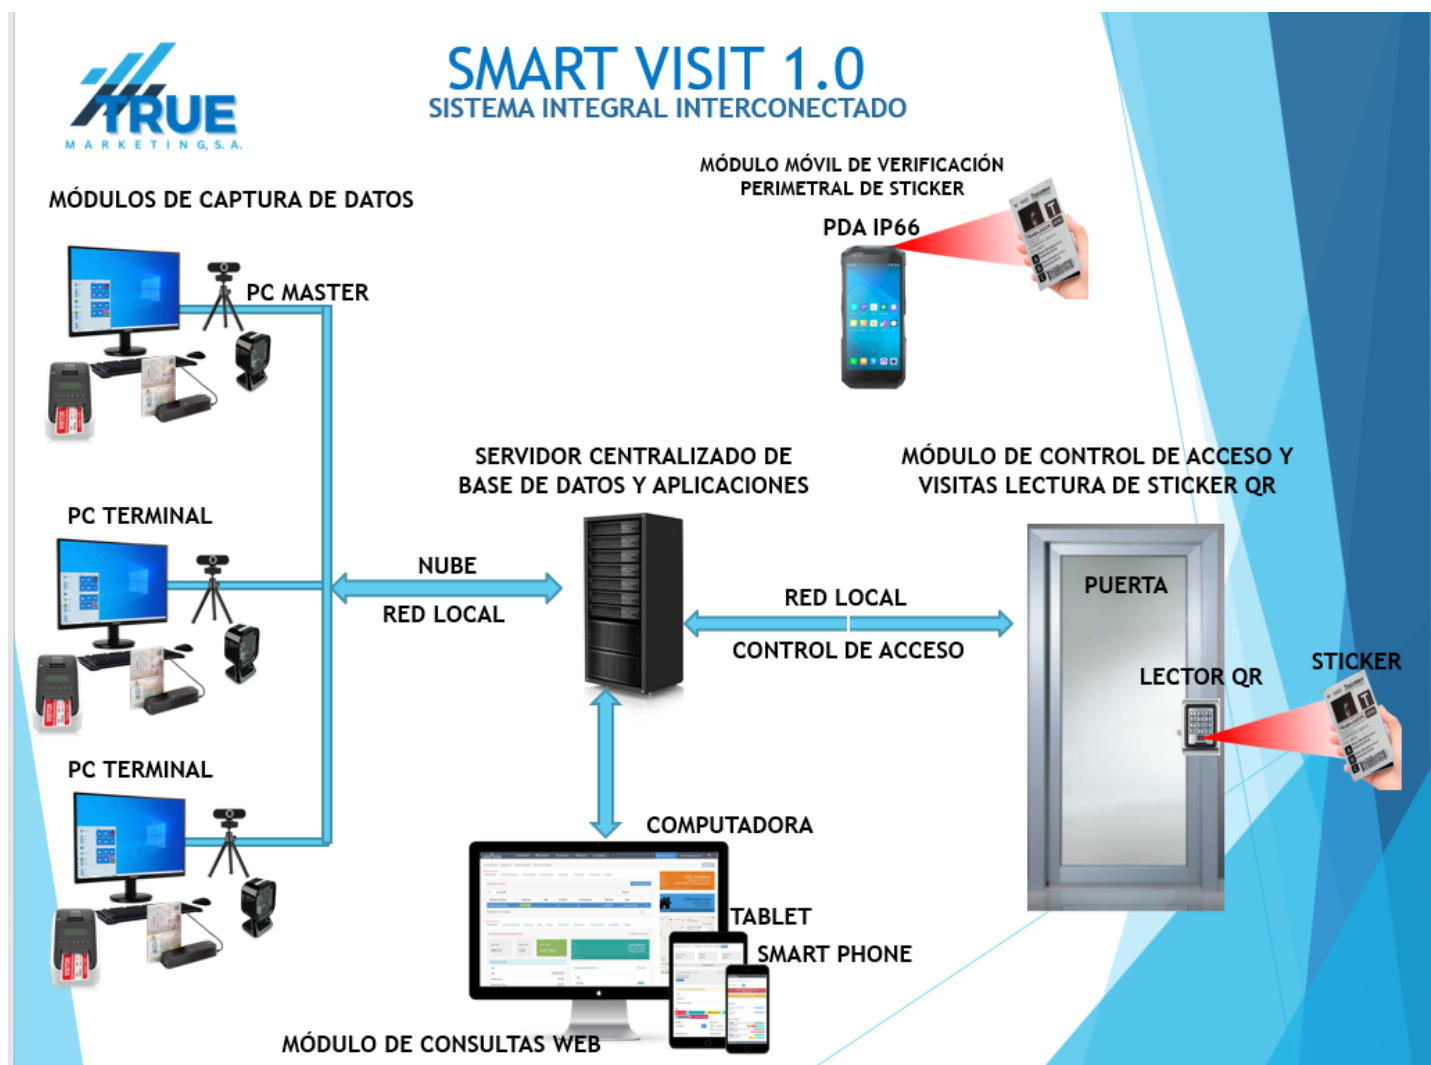 TRUE
MARKETING, S.A.
SMART VISIT 1.0
SISTEMA INTEGRAL INTERCONECTADO
MÓDULOS DE CAPTURA DE DATOS
MÓDULO MÓVIL DE VERIFICACIÓN
PERIMETRAL DE STICKER
PDA IP66
PC MASTER
VISITOR
SERVIDOR CENTRALIZADO DE
BASE DE DATOS Y APLICACIONES
MÓDULO DE CONTROL DE ACCESO Y
VISITAS LECTURA DE STICKER QR
PC TERMINAL
VISITOR
NUBE
RED LOCAL
RED LOCAL
CONTROL DE ACCESO
PUERTA
LECTOR QR
STICKER
PC TERMINAL
VISITOR
COMPUTADORA
TABLET
SMART PHONE
MÓDULO DE CONSULTAS WEB